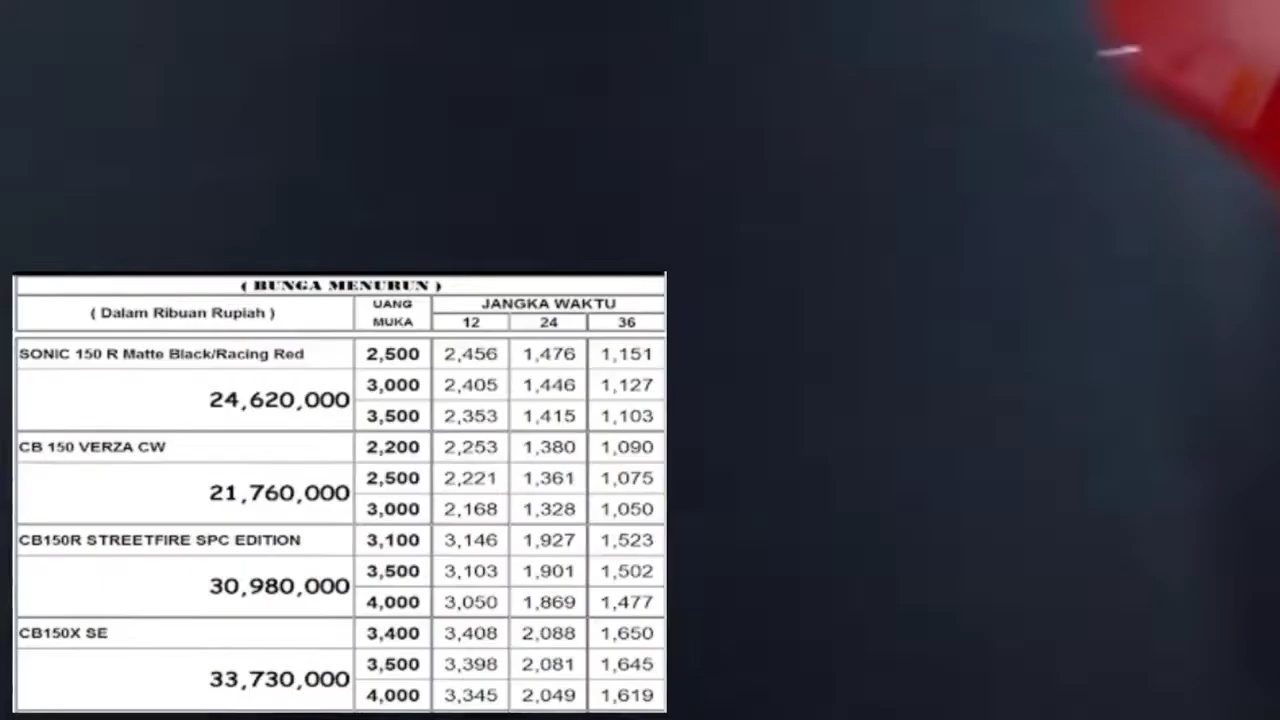 ( BUNGA MENURUN )
( Dalam Ribuan Rupiah ) UANG MUKA JANGKA WAKTU
12 24 36
SONIC 150 R Matte Black/Racing Red 2,500 2,456 1,476 1,151
24,620,000 3,000 2,405 1,446 1,127
3,500 2,353 1,415 1,103
CB 150 VERZA CW 2,200 2,253 1,380 1,090
21,760,000 2,500 2,221 1,361 1,075
3,000 2,168 1,328 1,050
CB150R STREETFIRE SPC EDITION 3,100 3,146 1,927 1,523
30,980,000 3,500 3,103 1,901 1,502
4,000 3,050 1,869 1,477
CB150X SE 3,400 3,408 2,088 1,650
33,730,000 3,500 3,398 2,081 1,645
4,000 3,345 2,049 1,619